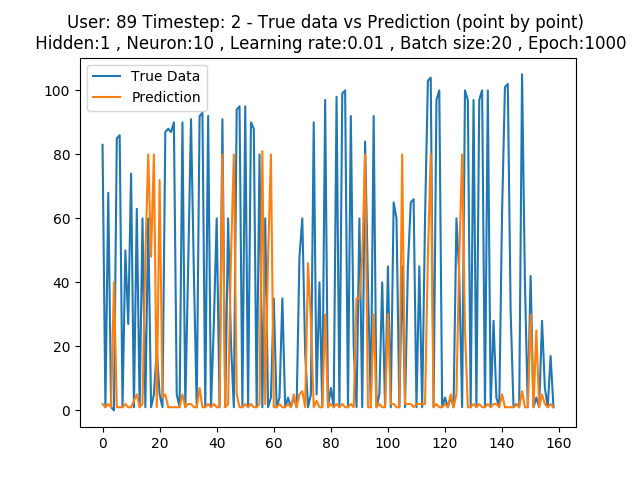 User: 89 Timestep: 2 - True data vs Prediction (point by point)
Hidden:1 , Neuron:10 , Learning rate:0.01 , Batch size:20 , Epoch:1000
True Data
Prediction
100
80
60
40
20
0
0 20 40 60 80 100 120 140 160